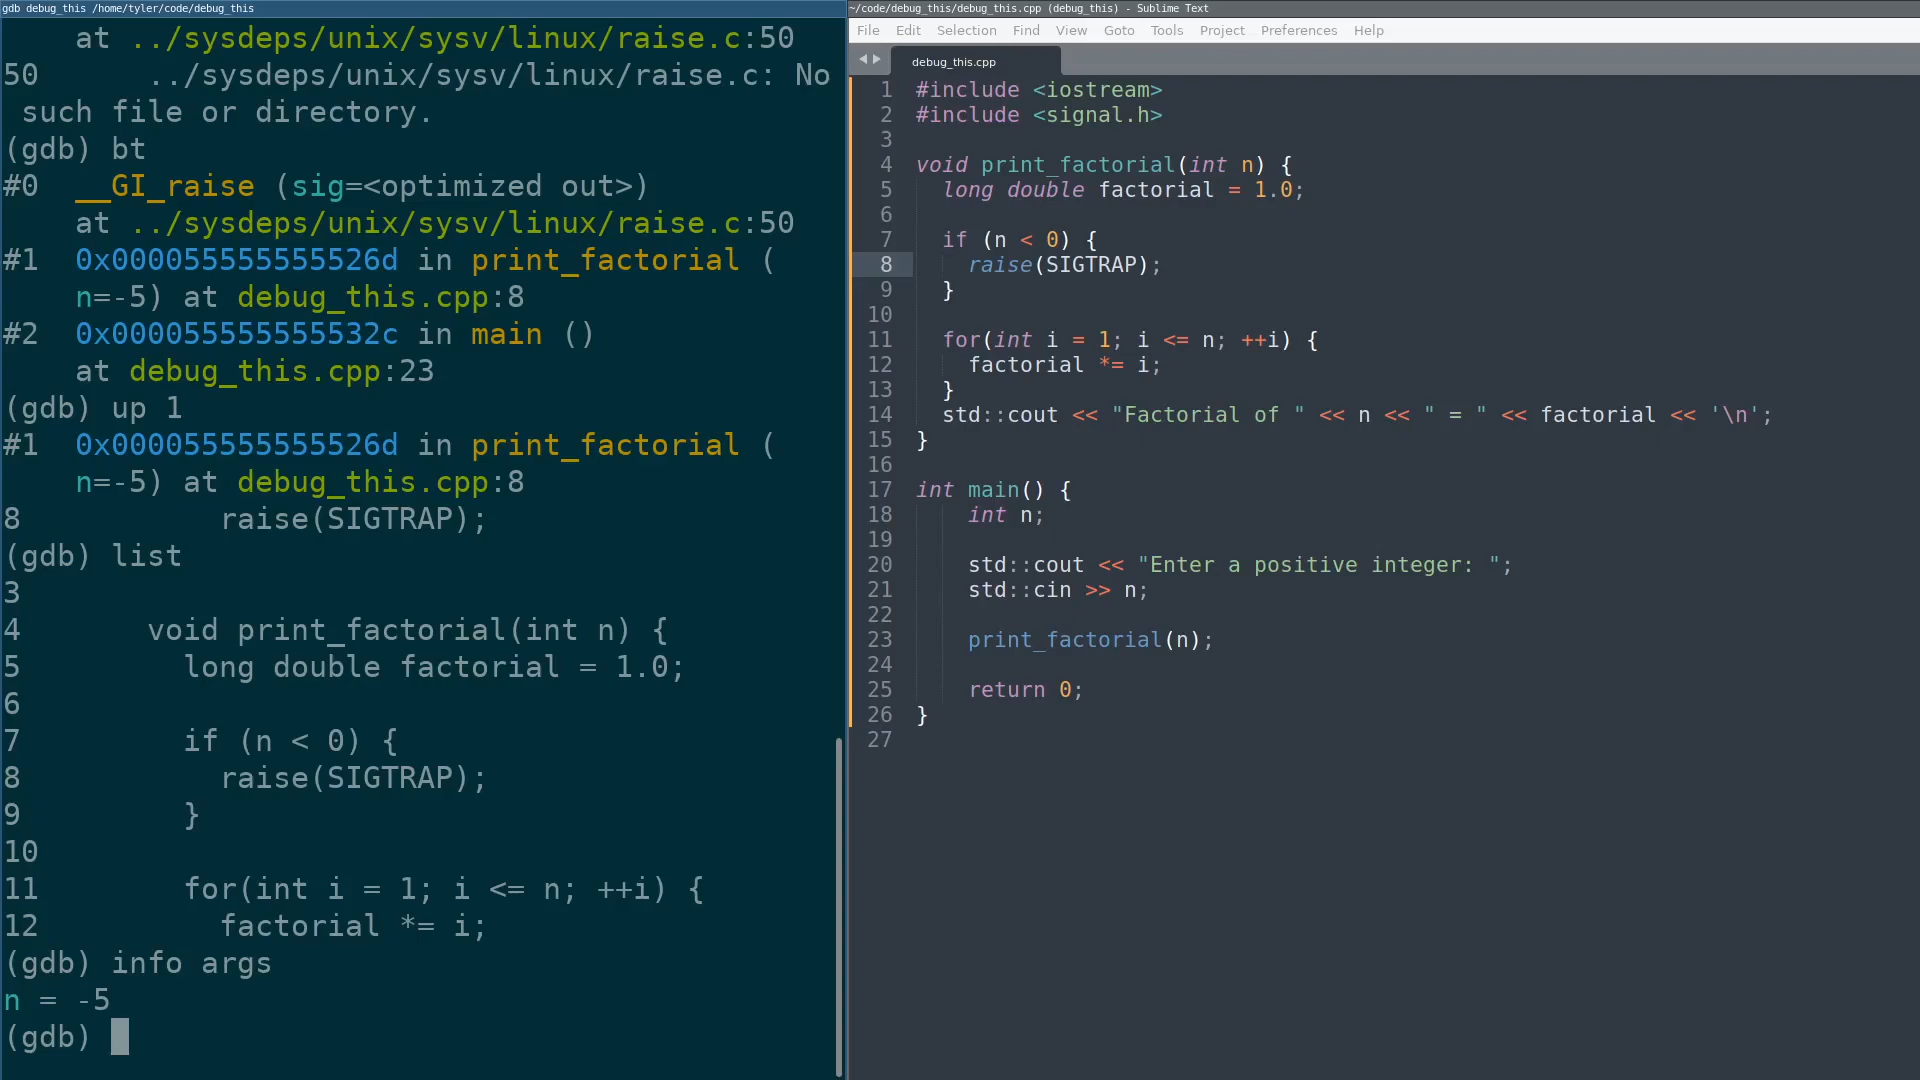 gdb debug_this /home/tyler/code/debug_this
    at ../sysdeps/unix/sysv/linux/raise.c:50
50      ../sysdeps/unix/sysv/linux/raise.c: No
 such file or directory.
(gdb) bt
#0  __GI_raise (sig=<optimized out>)
    at ../sysdeps/unix/sysv/linux/raise.c:50
#1  0x000055555555526d in print_factorial (
    n=-5) at debug_this.cpp:8
#2  0x000055555555532c in main ()
    at debug_this.cpp:23
(gdb) up 1
#1  0x000055555555526d in print_factorial (
    n=-5) at debug_this.cpp:8
8           raise(SIGTRAP);
(gdb) list
3
4       void print_factorial(int n) {
5         long double factorial = 1.0;
6
7         if (n < 0) {
8           raise(SIGTRAP);
9         }
10
11        for(int i = 1; i <= n; ++i) {
12          factorial *= i;
(gdb) info args
n = -5
(gdb)
~/code/debug_this/debug_this.cpp (debug_this) - Sublime Text
File Edit Selection Find View Goto Tools Project Preferences Help
debug_this.cpp
1 #include <iostream>
2 #include <signal.h>
3
4 void print_factorial(int n) {
5   long double factorial = 1.0;
6
7   if (n < 0) {
8     raise(SIGTRAP);
9   }
10
11   for(int i = 1; i <= n; ++i) {
12     factorial *= i;
13   }
14   std::cout << "Factorial of " << n << " = " << factorial << '\n';
15 }
16
17 int main() {
18     int n;
19
20     std::cout << "Enter a positive integer: ";
21     std::cin >> n;
22
23     print_factorial(n);
24
25     return 0;
26 }
27